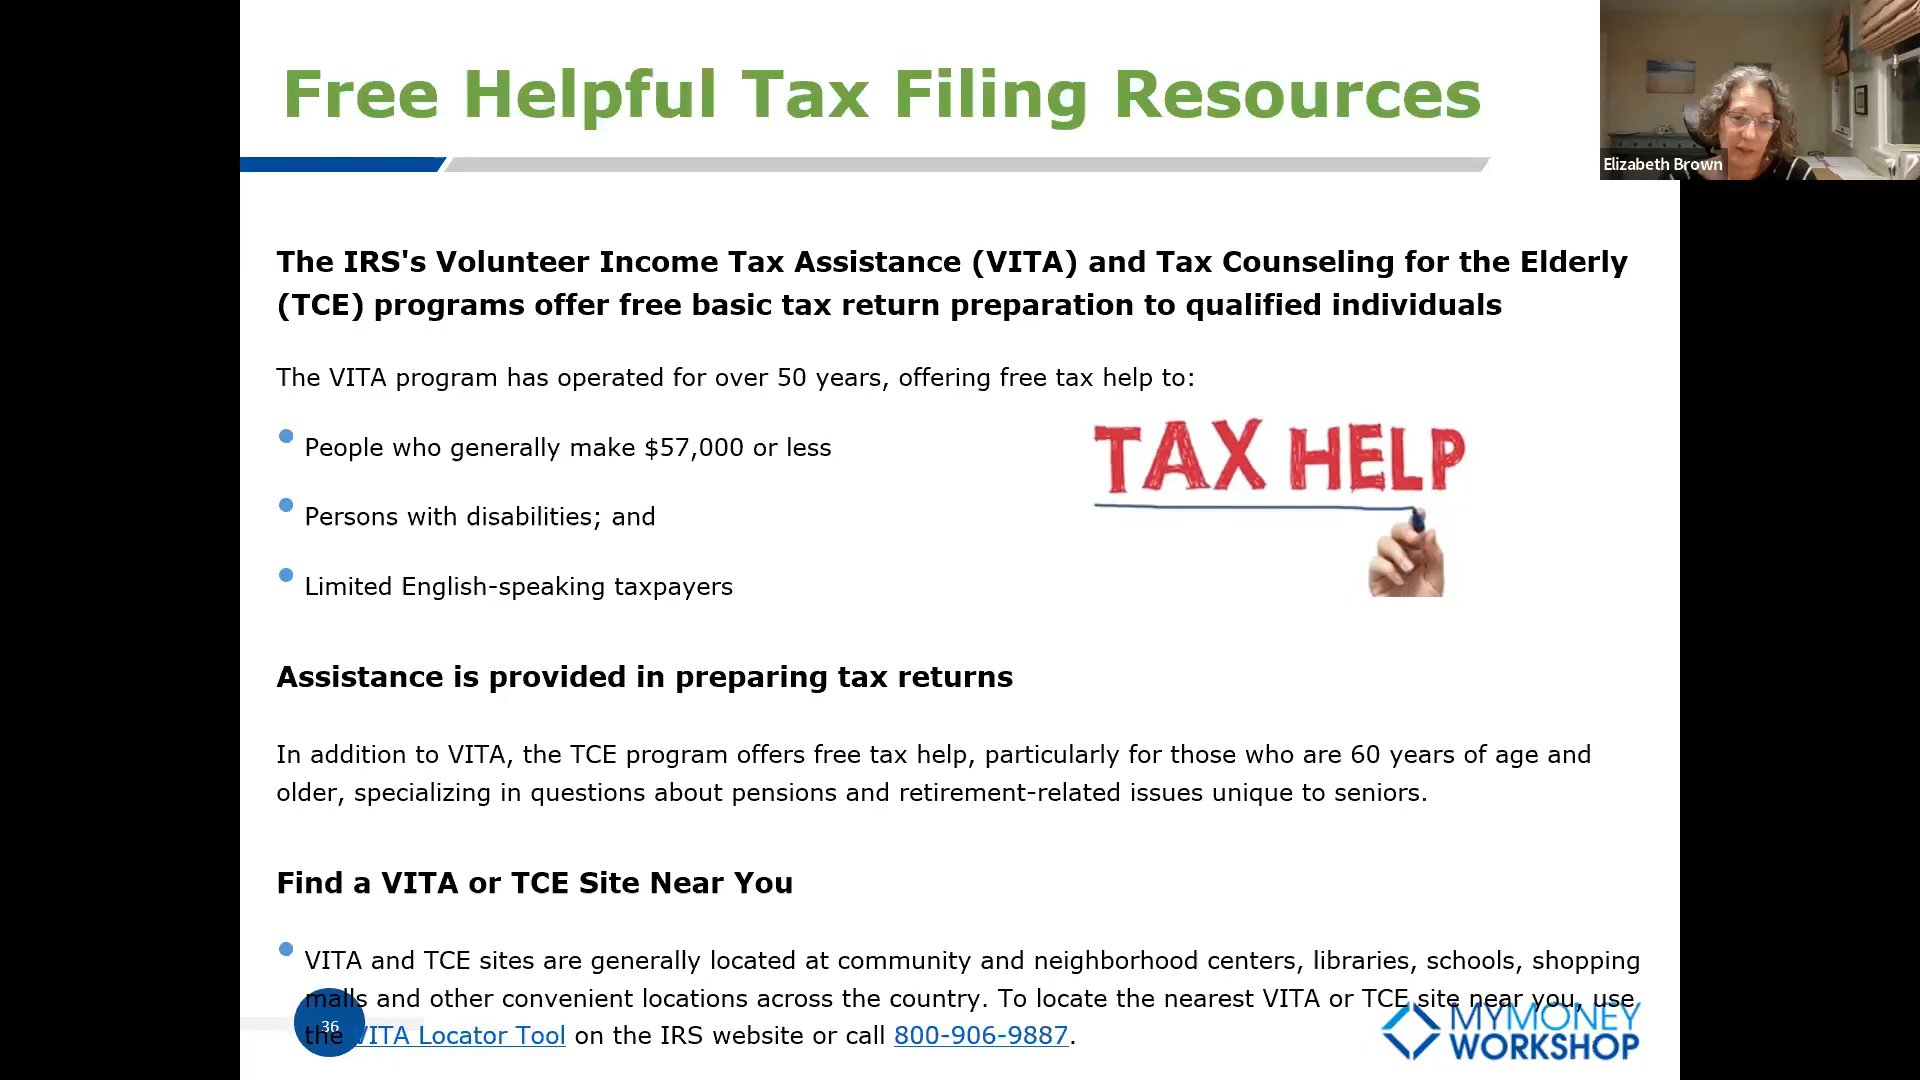 Free Helpful Tax Filing Resources
Elizabeth Brown
The IRS's Volunteer Income Tax Assistance (VITA) and Tax Counseling for the Elderly
(TCE) programs offer free basic tax return preparation to qualified individuals
The VITA program has operated for over 50 years, offering free tax help to:
People who generally make $57,000 or less
Persons with disabilities; and
Limited English-speaking taxpayers
TAX HELP
Assistance is provided in preparing tax returns
In addition to VITA, the TCE program offers free tax help, particularly for those who are 60 years of age and
older, specializing in questions about pensions and retirement-related issues unique to seniors.
Find a VITA or TCE Site Near You
VITA and TCE sites are generally located at community and neighborhood centers, libraries, schools, shopping
malls and other convenient locations across the country. To locate the nearest VITA or TCE site near you, use
the VITA Locator Tool on the IRS website or call 800-906-9887.
36
MYMONEY
WORKSHOP